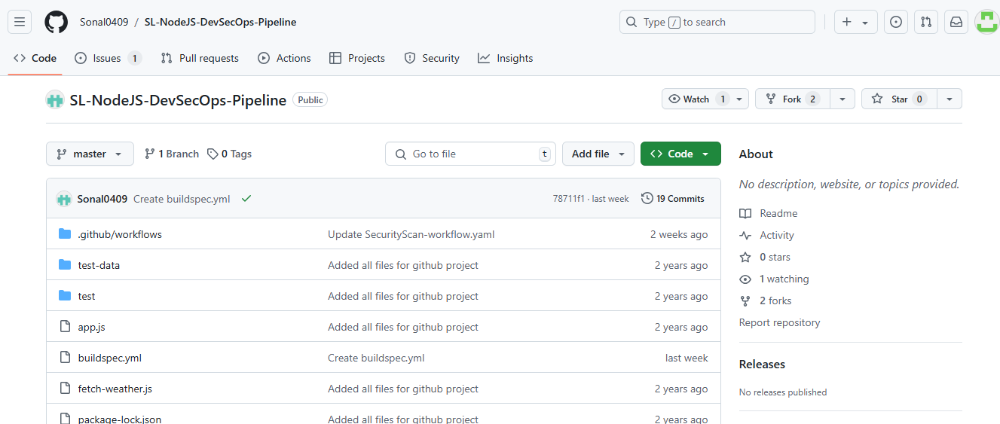 Sonal0409 / SL-NodeJS-DevSecOps-Pipeline
Type / to search
Code Issues 1 Pull requests Actions Projects Security Insights
SL-NodeJS-DevSecOps-Pipeline Public
Watch 1 Fork 2 Star 0
master 1 Branch 0 Tags Go to file t Add file Code
About
No description, website, or topics provided.
Sonal0409 Create buildspec.yml 78711f1 · last week 19 Commits
Readme
.github/workflows Update SecurityScan-workflow.yaml 2 weeks ago
Activity
0 stars
test-data Added all files for github project 2 years ago
1 watching
test Added all files for github project 2 years ago
2 forks
Report repository
app.js Added all files for github project 2 years ago
buildspec.yml Create buildspec.yml last week
Releases
fetch-weather.js Added all files for github project 2 years ago
No releases published
package-lock.json Added all files for github project 2 years ago